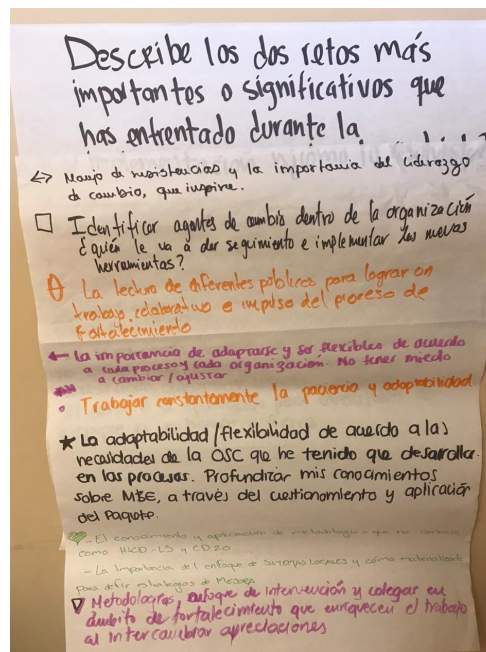 Describe los dos retos más
importantes o significativos que
has enfrentado durante la
Manejo de resistencias y la importancia del liderazgo
de cambio, que inspire.
Identificar agentes de cambio dentro de la organización
¿quién le va a dar seguimiento e implementar las nuevas
herramientas?
La lectura de diferentes públicos para lograr un
trabajo colaborativo e impulso del proceso de
fortalecimiento
La importancia de adaptarse y ser flexibles de acuerdo
a cada proceso y cada organización. No tener miedo
a cambiar / ajustar
Trabajar constantemente la paciencia y adaptabilidad
★ La adaptabilidad / flexibilidad de acuerdo a la)
necesidades de la OSC que he tenido que desarrollar
en los procesos. Profundizar mis conocimientos
sobre M&E, a través del cuestionamiento y aplicación
del Paquete.
- El conocimiento y aplicación de metodologías que no
como y CD20
- La Importancia del enfoque de Sistemas Locales y cómo
para definir estrategias de
Metodologías, enfoque de intervención y colegas en
ámbito de fortalecimiento que enriquecen el trabajo
al intercambiar apreciaciones